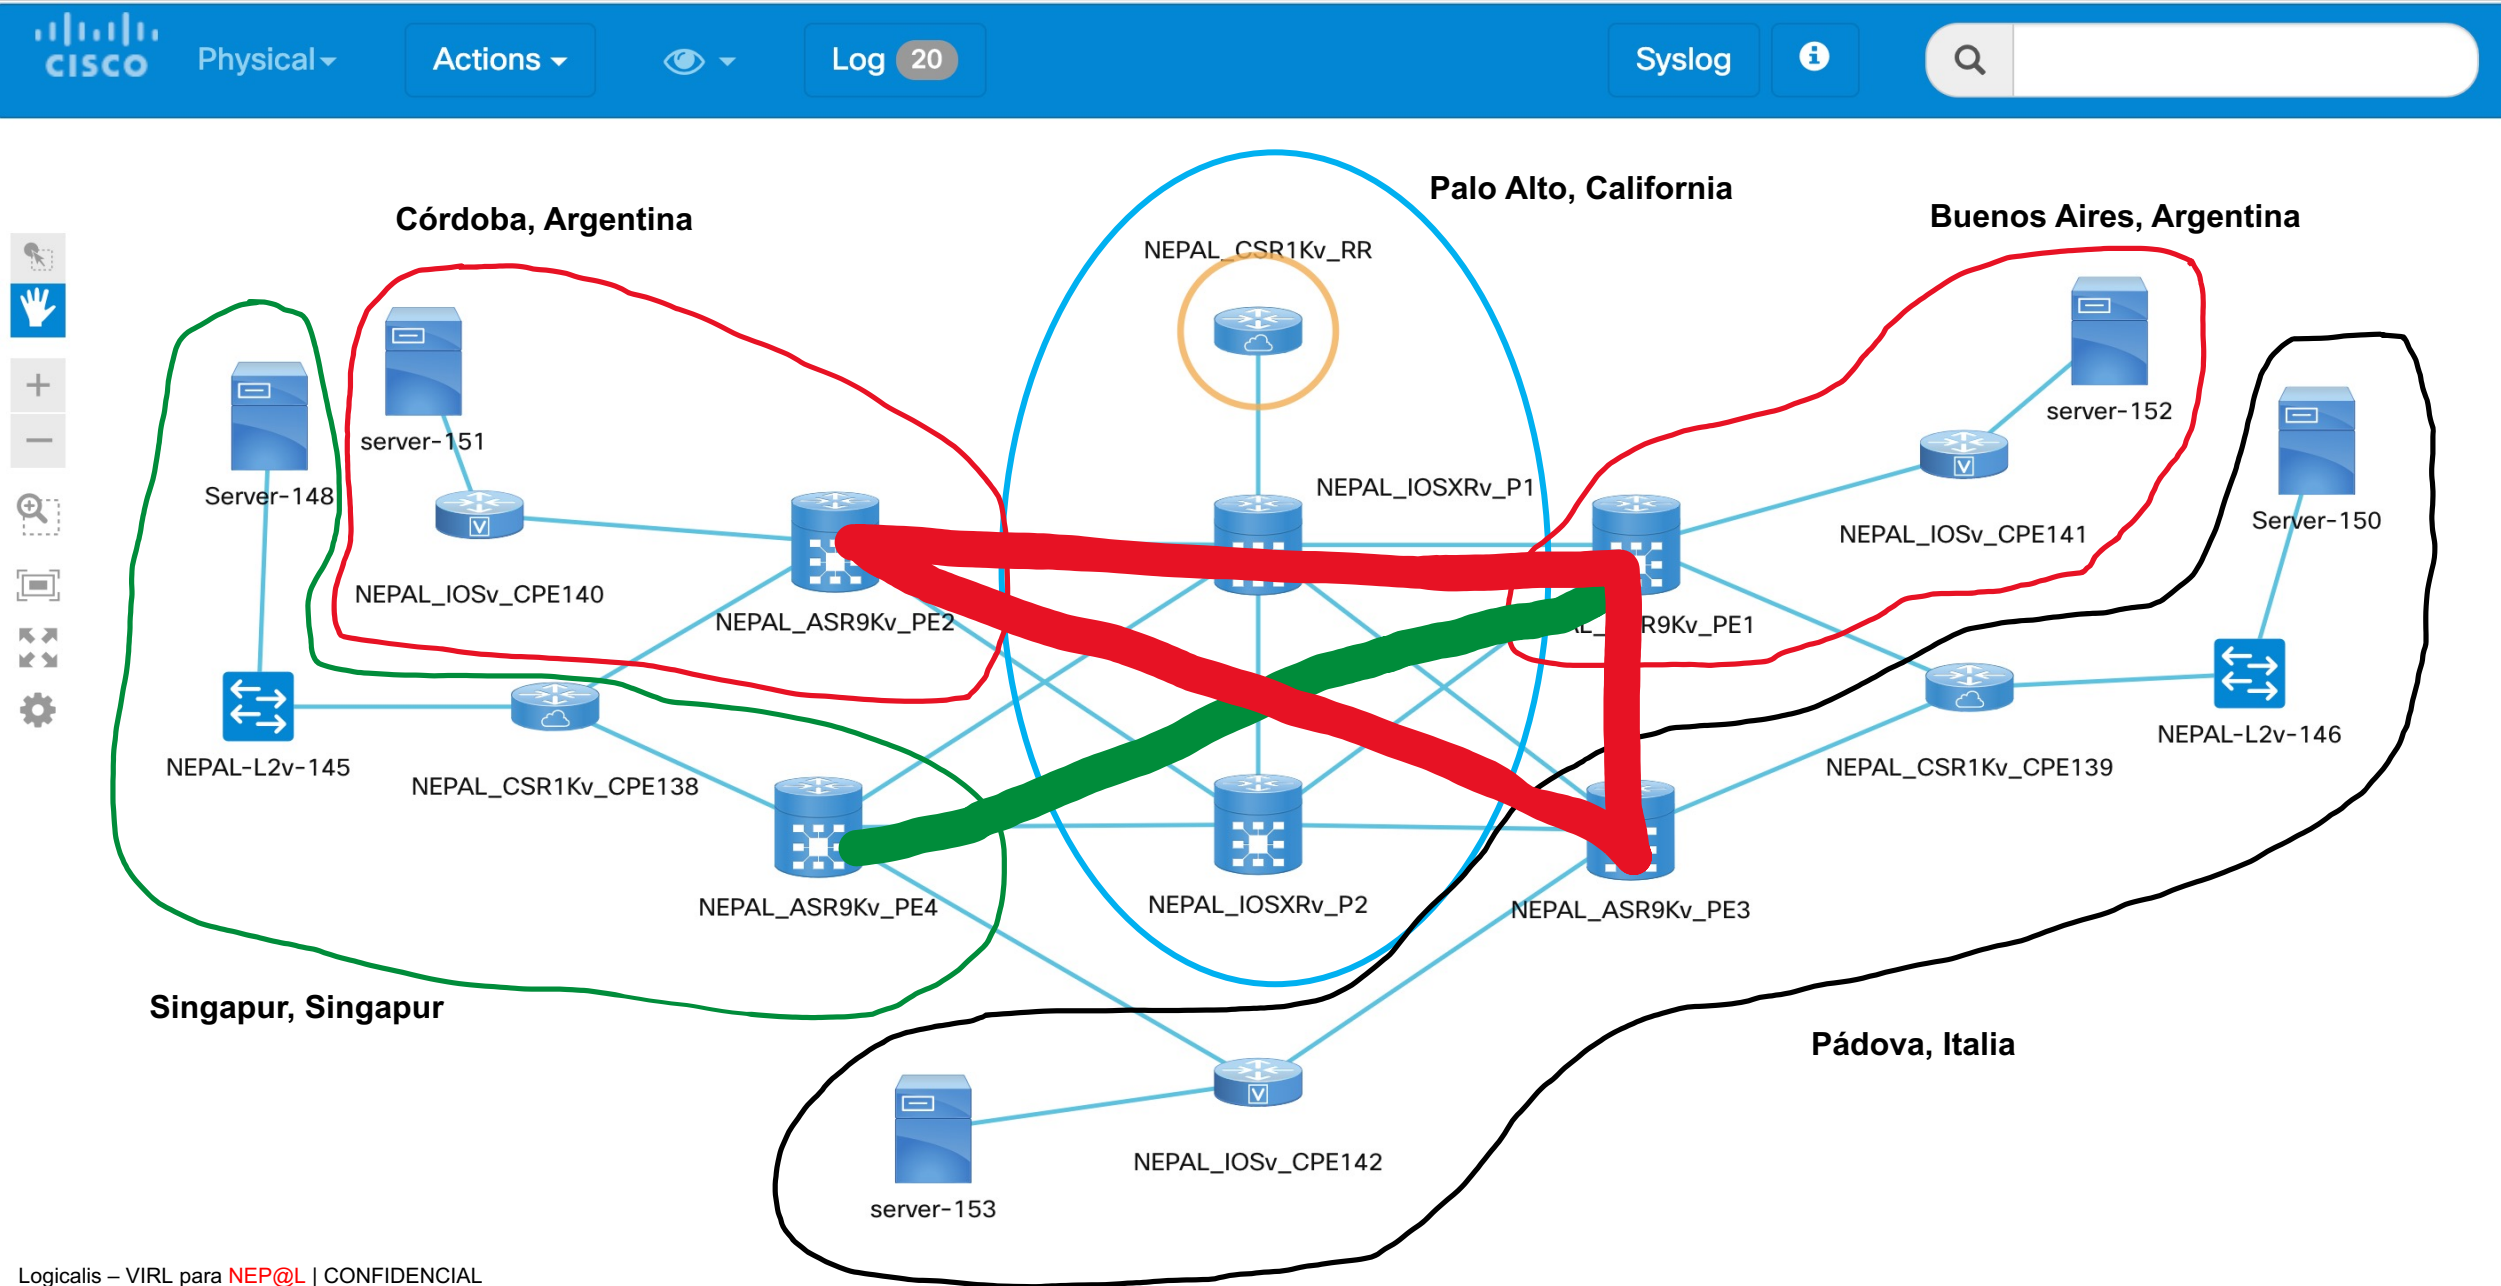 CISCO
Physical
Actions
Log 20
Syslog
Palo Alto, California
Córdoba, Argentina
Buenos Aires, Argentina
NEPAL_CSR1Kv_RR
server-151
server-152
NEPAL_IOSXRv_P1
Server-148
Server-150
NEPAL_IOSv_CPE141
NEPAL_IOSv_CPE140
NEPAL_ASR9Kv_PE2
R9Kv_PE1
NEPAL-L2v-146
NEPAL-L2v-145
NEPAL_CSR1Kv_CPE139
NEPAL_CSR1Kv_CPE138
NEPAL_ASR9Kv_PE4
NEPAL_IOSXRv_P2
NEPAL_ASR9Kv_PE3
Singapur, Singapur
Pádova, Italia
NEPAL_IOSv_CPE142
server-153
Logicalis – VIRL para NEP@L | CONFIDENCIAL